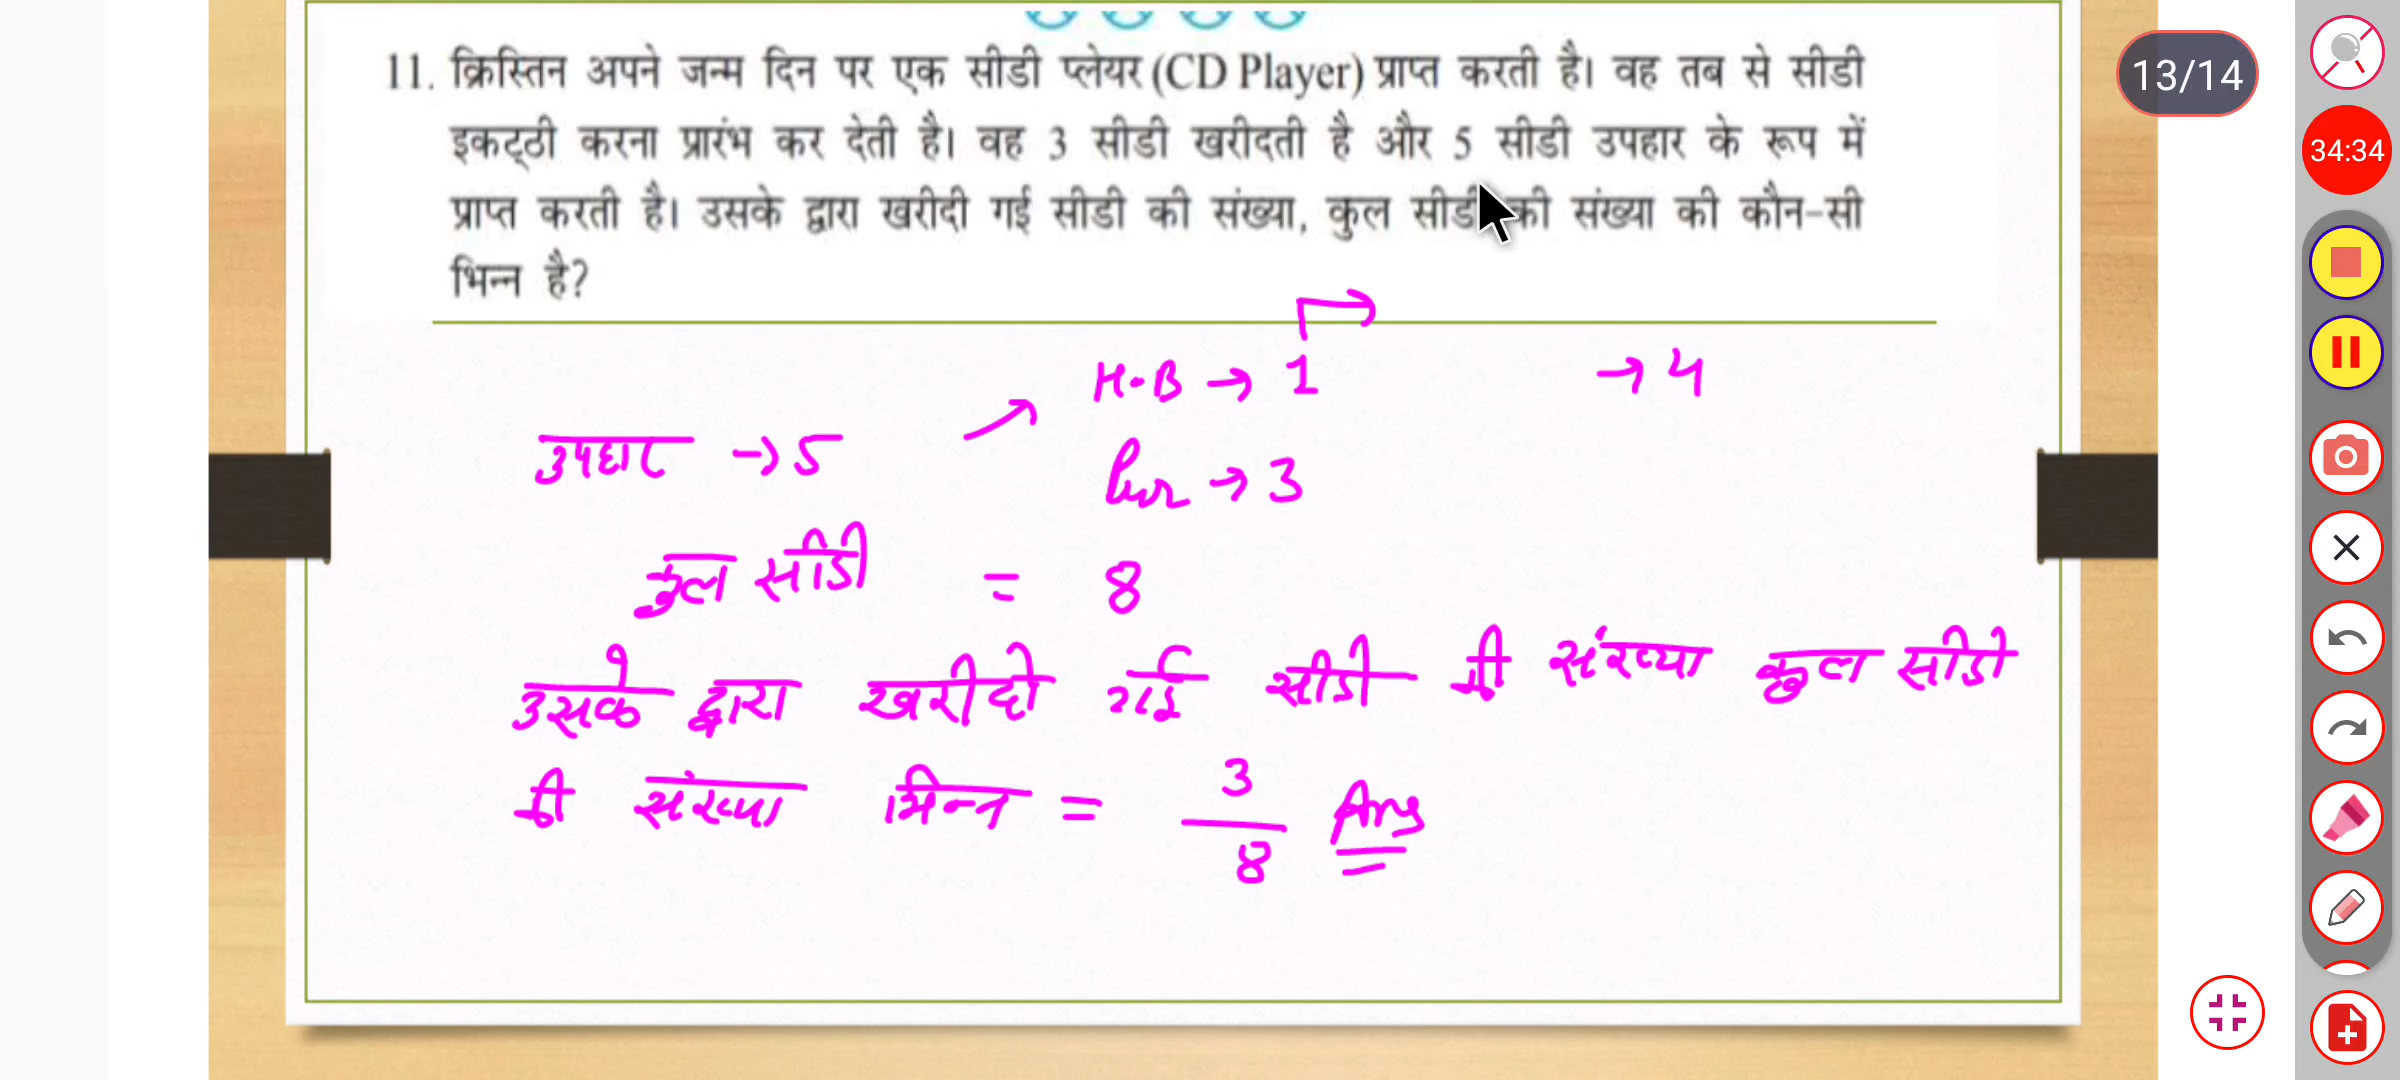 11. क्रिस्तिन अपने जन्म दिन पर एक सीडी प्लेयर (CD Player) प्राप्त करती है। वह तब से सीडी
इकट्ठी करना प्रारंभ कर देती है। वह 3 सीडी खरीदती है और 5 सीडी उपहार के रूप में
प्राप्त करती है। उसके द्वारा खरीदी गई सीडी की संख्या, कुल सीडी की संख्या की कौन-सी
भिन्न है?
13/14
34:34
H.B → 1 → 4
उपहार → 5
Pur → 3
कुल सीडी = 8
उसके द्वारा खरीदी गई सीडी की संख्या कुल सीडी
की संख्या भिन्न = 3/8 Ans